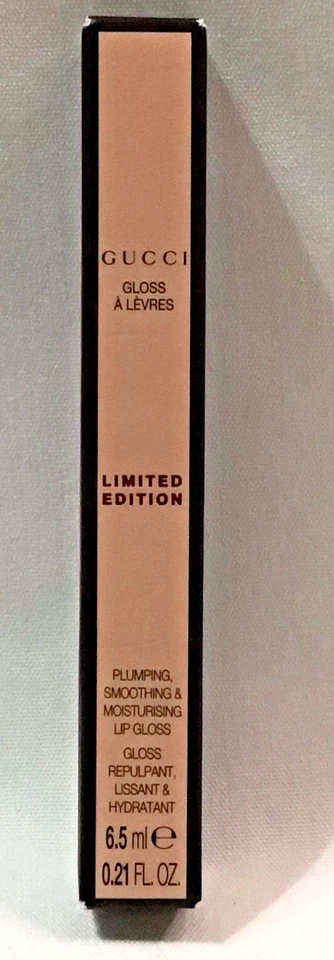 GUCCI
GLOSS
À LÈVRES
LIMITED
EDITION
PLUMPING,
SMOOTHING &
MOISTURISING
LIP GLOSS
GLOSS
REPULPANT,
LISSANT &
HYDRATANT
6.5 ml ℮
0.21 FL. OZ.